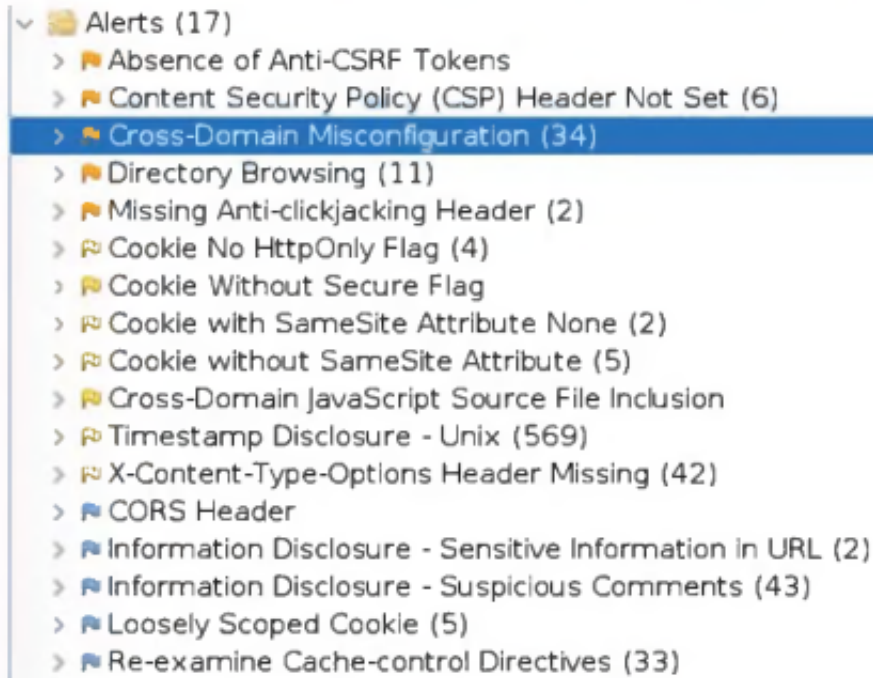 Alerts (17)
Absence of Anti-CSRF Tokens
Content Security Policy (CSP) Header Not Set (6)
Cross-Domain Misconfiguration (34)
Directory Browsing (11)
Missing Anti-clickjacking Header (2)
Cookie No HttpOnly Flag (4)
Cookie Without Secure Flag
Cookie with SameSite Attribute None (2)
Cookie without SameSite Attribute (5)
Cross-Domain JavaScript Source File Inclusion
Timestamp Disclosure - Unix (569)
X-Content-Type-Options Header Missing (42)
CORS Header
Information Disclosure - Sensitive Information in URL (2)
Information Disclosure - Suspicious Comments (43)
Loosely Scoped Cookie (5)
Re-examine Cache-control Directives (33)